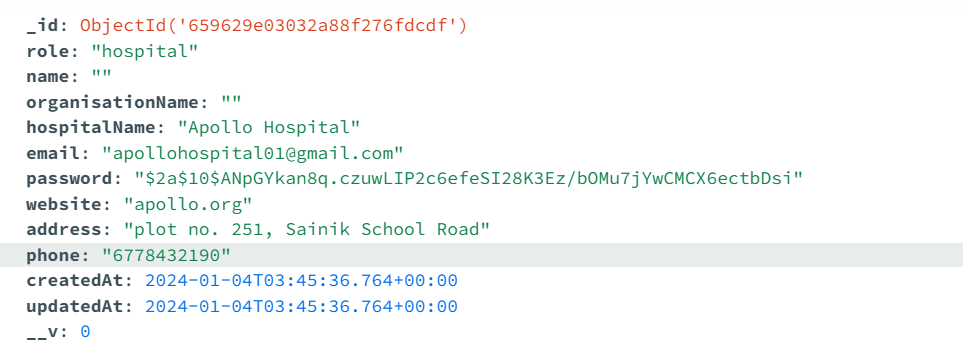 _id: ObjectId('659629e03032a88f276fdcdf')
role: "hospital"
name: ""
organisationName: ""
hospitalName: "Apollo Hospital"
email: "apollohospital01@gmail.com"
password: "$2a$10$ANpGYkan8q.czuwLIP2c6efeSI28K3Ez/bOMu7jYwCMCX6ectbDsi"
website: "apollo.org"
address: "plot no. 251, Sainik School Road"
phone: "6778432190"
createdAt: 2024-01-04T03:45:36.764+00:00
updatedAt: 2024-01-04T03:45:36.764+00:00
__v: 0